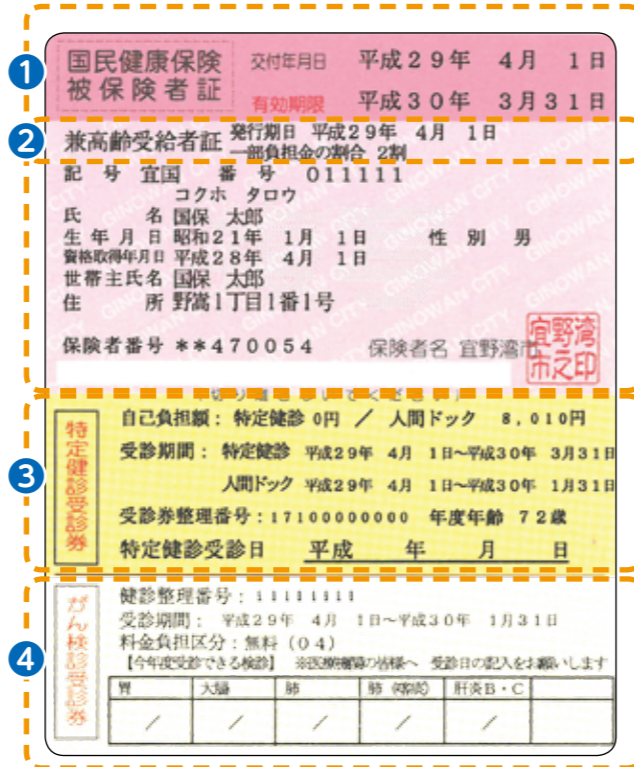 1
国民健康保険
被保険者証
交付年月日 平成29年 4月 1日
有効期限 平成30年 3月31日
2
兼高齢受給者証
発行期日 平成29年 4月 1日
一部負担金の割合 2割
記号 宜国 番号 011111
コクホ タロウ
氏名 国保 太郎
生年月日 昭和21年 1月 1日 性別 男
資格取得年月日 平成28年 4月 1日
世帯主氏名 国保 太郎
住所 野嵩1丁目1番1号
保険者番号 **470054 保険者名 宜野湾市
宜野湾市之印
GINOWAN CITY
3
特定健診受診券
自己負担額：特定健診 0円 / 人間ドック 8,010円
受診期間：特定健診 平成29年 4月 1日〜平成30年 3月31日
人間ドック 平成29年 4月 1日〜平成30年 1月31日
受診券整理番号：17100000000 年度年齢 72歳
特定健診受診日 平成 年 月 日
4
がん検診受診券
健診整理番号：11111111
受診期間： 平成29年 4月 1日〜平成30年 1月31日
料金負担区分：無料（04）
【今年度受診できる検診】 ※医療機関の皆様へ 受診日の記入をお願いします
胃 大腸 肺 肺（喀痰） 肝炎B・C
/ / / / /